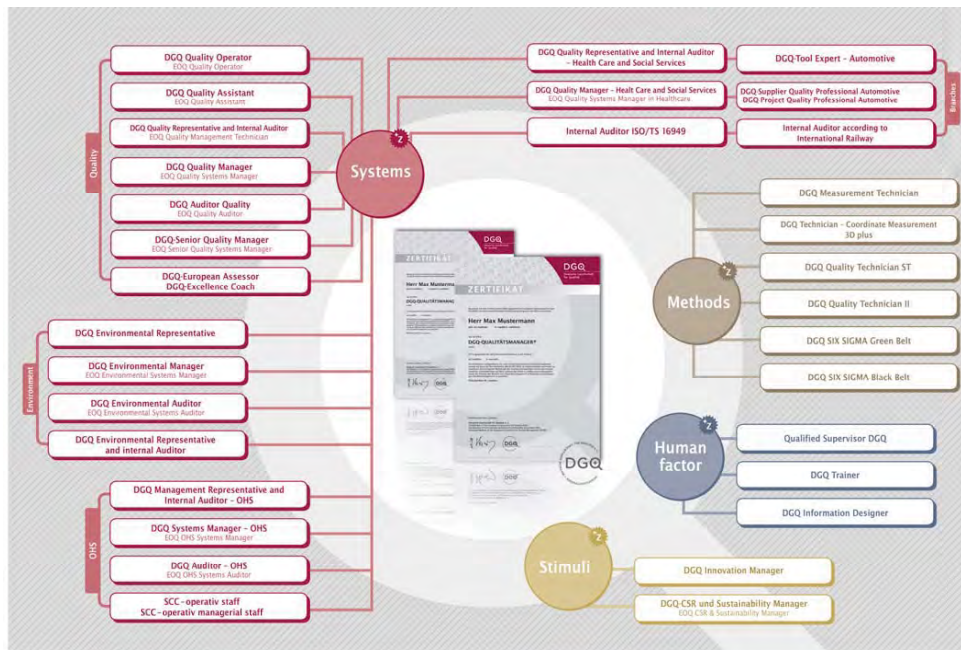 DGQ Quality Operator
EOQ Quality Operator
DGQ Quality Assistant
EOQ Quality Assistant
DGQ Quality Representative and Internal Auditor
EOQ Quality Management Technician
DGQ Quality Manager
EOQ Quality Systems Manager
DGQ Auditor Quality
EOQ Quality Auditor
DGQ-Senior Quality Manager
EOQ Senior Quality Systems Manager
DGQ-European Assessor
DGQ-Excellence Coach
Quality
Systems
Z
DGQ Quality Representative and Internal Auditor
– Health Care and Social Services
DGQ Quality Manager – Healt Care and Social Services
EOQ Quality Systems Manager in Healthcare
Internal Auditor ISO/TS 16949
DGQ-Tool Expert – Automotive
DGQ-Supplier Quality Professional Automotive
DGQ Project Quality Professional Automotive
Internal Auditor according to
International Railway
Branches
DGQ Environmental Representative
DGQ Environmental Manager
EOQ Environmental Systems Manager
DGQ Environmental Auditor
EOQ Environmental Systems Auditor
DGQ Environmental Representative
and internal Auditor
Environment
DGQ Management Representative and
Internal Auditor – OHS
DGQ Systems Manager – OHS
EOQ OHS Systems Manager
DGQ Auditor – OHS
EOQ OHS Systems Auditor
SCC – operativ staff
SCC – operativ managerial staff
OHS
DGQ
ZERTIFIKAT
Herr Max Mustermann
DGQ-QUALITÄTSMANAG
DGQ
ZERTIFIKAT
Herr Max Mustermann
DGQ-QUALITÄTSMANAGER*
DGQ
Methods
Z
DGQ Measurement Technician
DGQ Technician – Coordinate Measurement
3D plus
DGQ Quality Technician ST
DGQ Quality Technician II
DGQ SIX SIGMA Green Belt
DGQ SIX SIGMA Black Belt
Human
factor
Z
Qualified Supervisor DGQ
DGQ Trainer
DGQ Information Designer
Stimuli
Z
DGQ Innovation Manager
DGQ-CSR und Sustainability Manager
EOQ CSR & Sustainability Manager